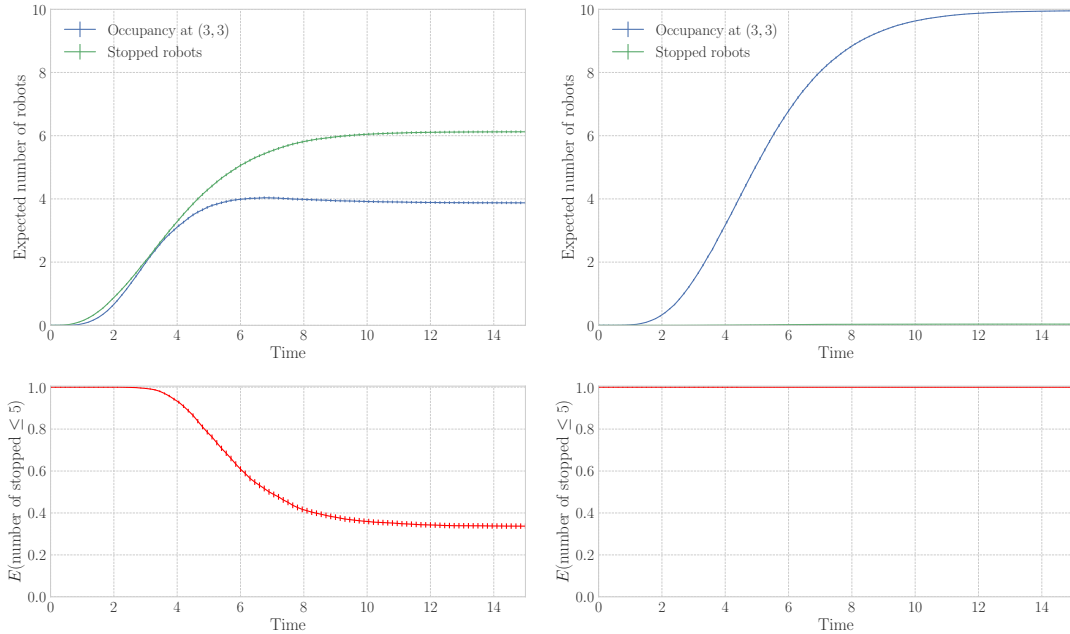 10
8
6
4
2
0
Expected number of robots
Occupancy at (3, 3)
Stopped robots
0 2 4 6 8 10 12 14
Time
10
8
6
4
2
0
Expected number of robots
Occupancy at (3, 3)
Stopped robots
0 2 4 6 8 10 12 14
Time
1.0
0.8
0.6
0.4
0.2
0.0
E(number of stopped ≤ 5)
0 2 4 6 8 10 12 14
Time
1.0
0.8
0.6
0.4
0.2
0.0
E(number of stopped ≤ 5)
0 2 4 6 8 10 12 14
Time